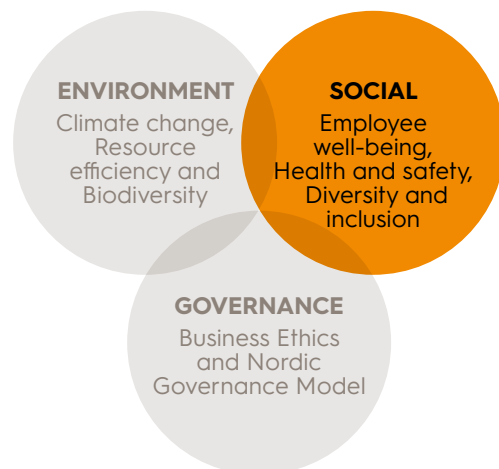 ENVIRONMENT
Climate change,
Resource
efficiency and
Biodiversity
SOCIAL
Employee
well-being,
Health and safety,
Diversity and
inclusion
GOVERNANCE
Business Ethics
and Nordic
Governance Model